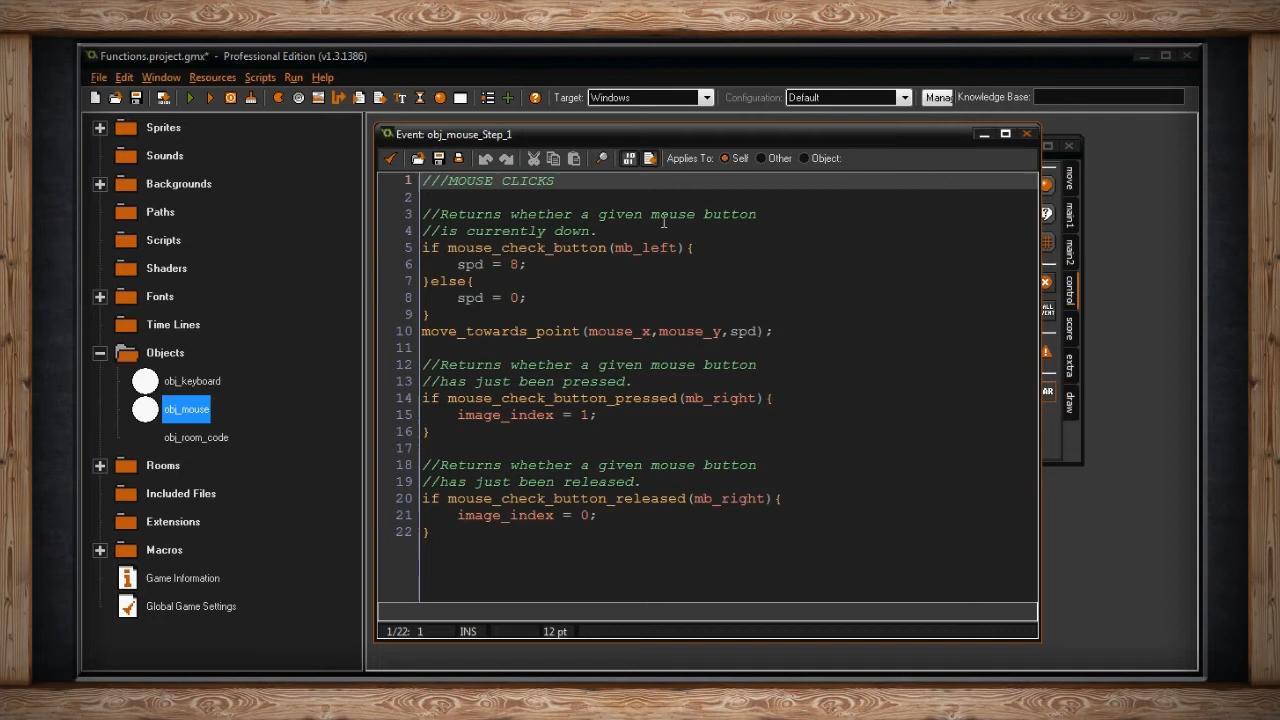 Functions.project.gmx* - Professional Edition (v1.3.1386)
File Edit Window Resources Scripts Run Help
Target: Windows Configuration: Default Mana Knowledge Base:
Sprites
Sounds
Backgrounds
Paths
Scripts
Shaders
Fonts
Time Lines
Objects
obj_keyboard
obj_mouse
obj_room_code
Rooms
Included Files
Extensions
Macros
Game Information
Global Game Settings
Event: obj_mouse_Step_1
Applies To: Self Other Object:
1 ///MOUSE CLICKS
2
3 //Returns whether a given mouse button
4 //is currently down.
5 if mouse_check_button(mb_left){
6 spd = 8;
7 }else{
8 spd = 0;
9 }
10 move_towards_point(mouse_x,mouse_y,spd);
11
12 //Returns whether a given mouse button
13 //has just been pressed.
14 if mouse_check_button_pressed(mb_right){
15 image_index = 1;
16 }
17
18 //Returns whether a given mouse button
19 //has just been released.
20 if mouse_check_button_released(mb_right){
21 image_index = 0;
22 }
1/22: 1 INS 12 pt
move
main1
main2
control
score
extra
draw